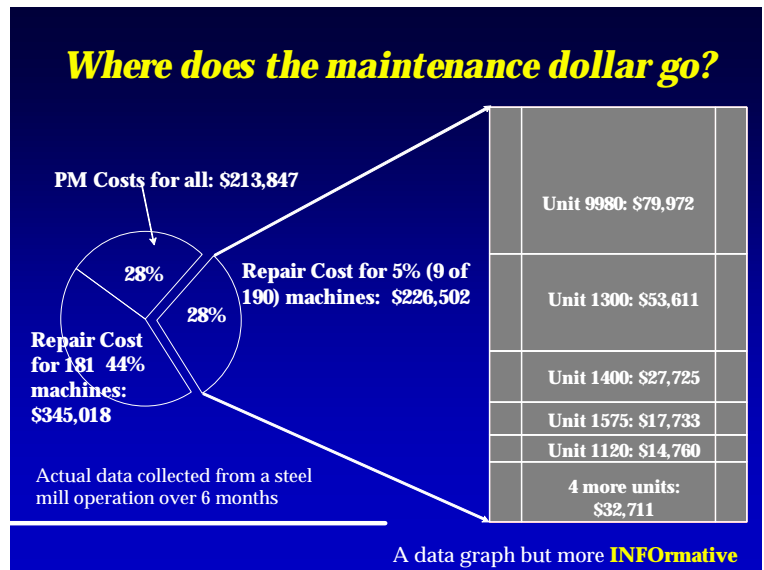 Where does the maintenance dollar go?
PM Costs for all: $213,847
28%
Repair Cost for 5% (9 of
190) machines: $226,502
28%
Repair Cost
for 181 44%
machines:
$345,018
Unit 9980: $79,972
Unit 1300: $53,611
Unit 1400: $27,725
Unit 1575: $17,733
Unit 1120: $14,760
4 more units:
$32,711
Actual data collected from a steel
mill operation over 6 months
A data graph but more INFOrmative